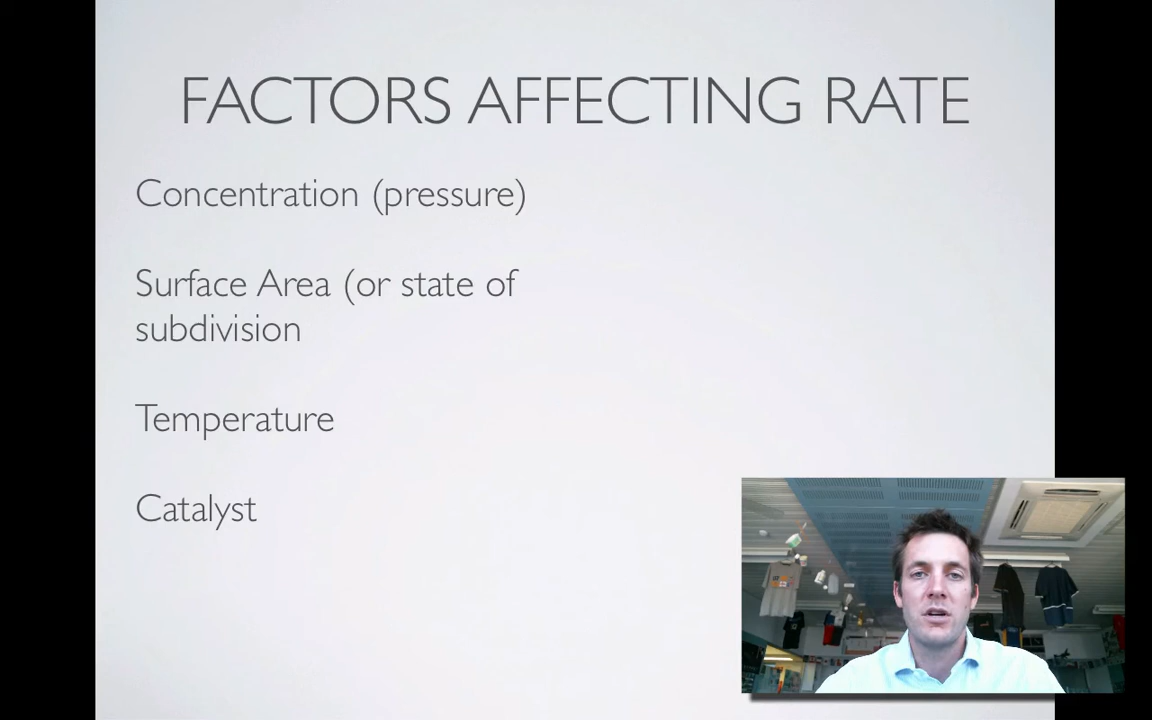 FACTORS AFFECTING RATE
Concentration (pressure)
Surface Area (or state of
subdivision
Temperature
Catalyst